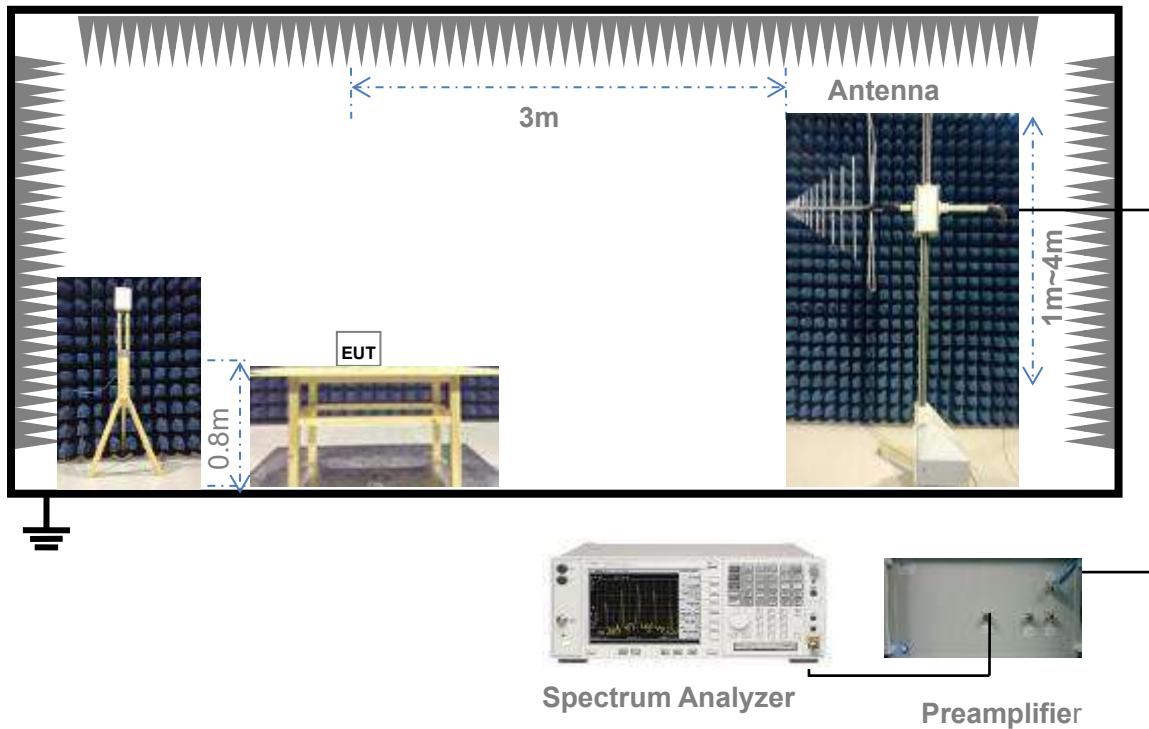 Antenna
3m
1m~4m
EUT
0.8m
Spectrum Analyzer
Preamplifier